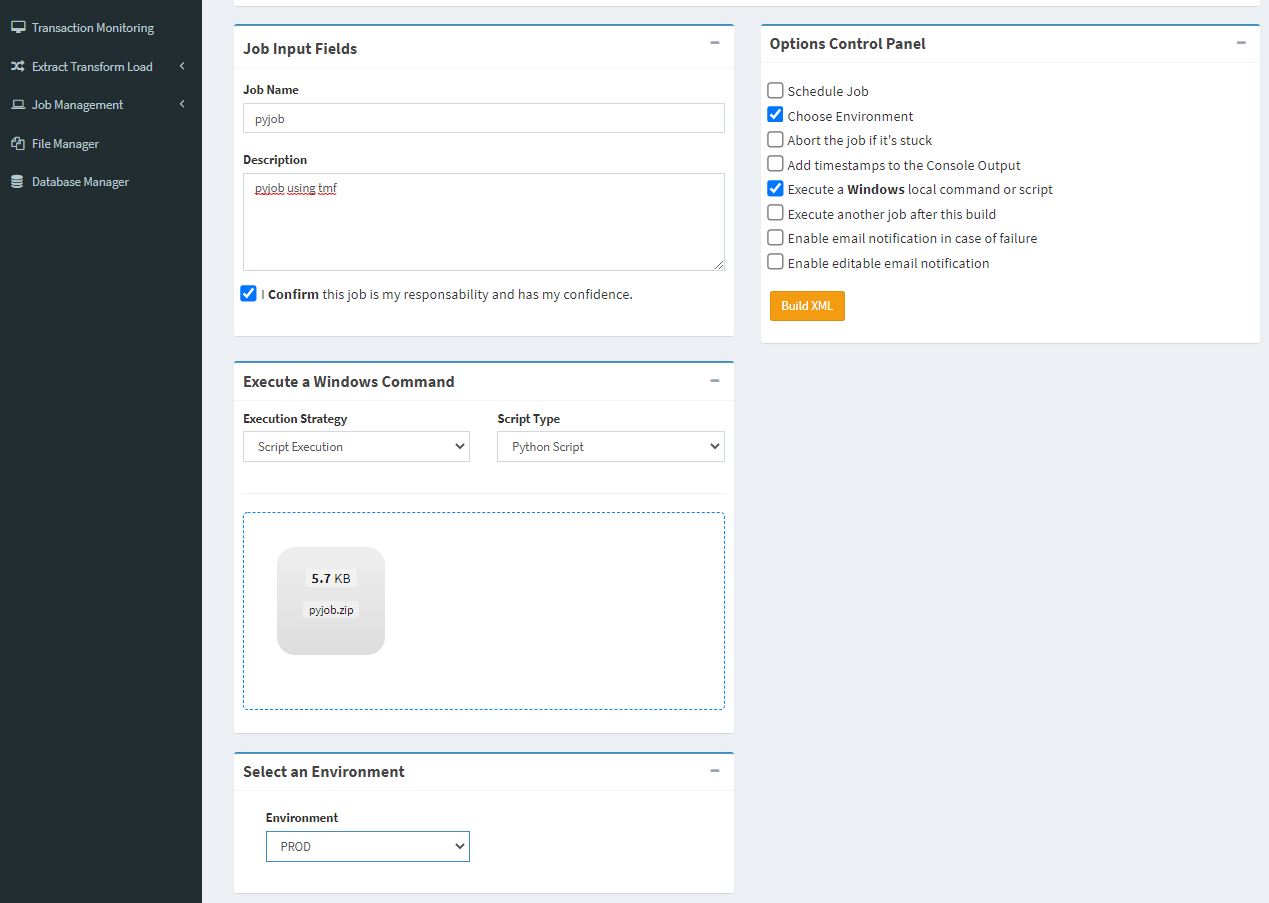 Transaction Monitoring
Extract Transform Load
Job Management
File Manager
Database Manager
Job Input Fields
Job Name
pyjob
Description
pyjob using tmf
I Confirm this job is my responsability and has my confidence.
Options Control Panel
Schedule Job
Choose Environment
Abort the job if it's stuck
Add timestamps to the Console Output
Execute a Windows local command or script
Execute another job after this build
Enable email notification in case of failure
Enable editable email notification
Build XML
Execute a Windows Command
Execution Strategy
Script Execution
Script Type
Python Script
5.7 KB
pyjob.zip
Select an Environment
Environment
PROD